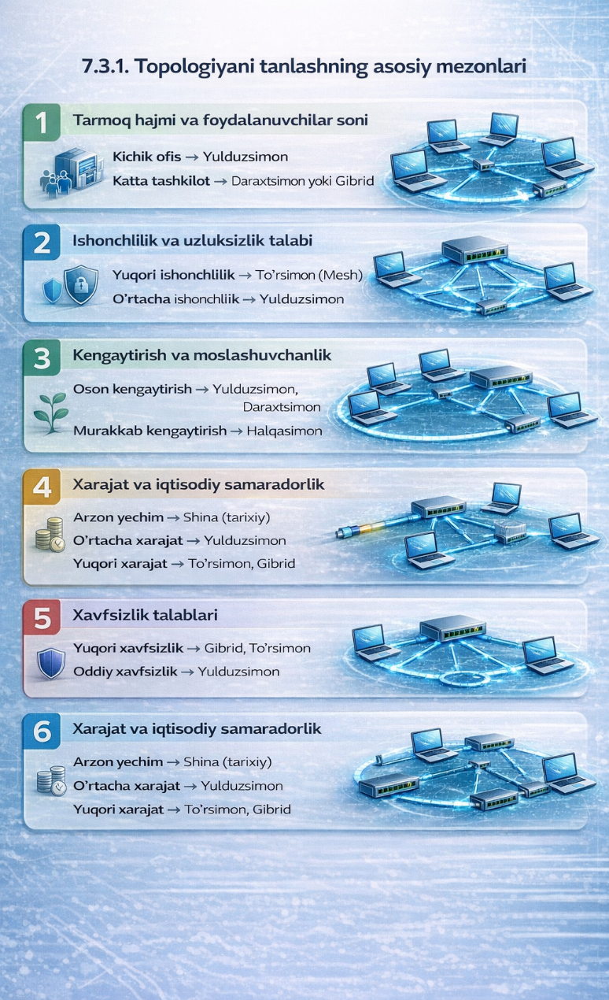 7.3.1. Topologiyani tanlashning asosiy mezonlari
1
Tarmoq hajmi va foydalanuvchilar soni
Kichik ofis → Yulduzsimon
Katta tashkilot → Daraxtsimon yoki Gibrid
2
Ishonchlilik va uzluksizlik talabi
Yuqori ishonchlilik → To'rsimon (Mesh)
O'rtacha ishonchliik → Yulduzsimon
3
Kengaytirish va moslashuvchanlik
Oson kengaytirish → Yulduzsimon,
Daraxtsimon
Murakkab kengaytirish → Halqasimon
4
Xarajat va iqtisodiy samaradorlik
Arzon yechim → Shina (tarixiy)
O'rtacha xarajat → Yulduzsimon
Yuqori xarajat → To'rsimon, Gibrid
5
Xavfsizlik talablari
Yuqori xavfsizlik → Gibrid, To'rsimon
Oddiy xavfsizlik → Yulduzsimon
6
Xarajat va iqtisodiy samaradorlik
Arzon yechim → Shina (tarixiy)
O'rtacha xarajat → Yulduzsimon
Yuqori xarajat → To'rsimon, Gibrid